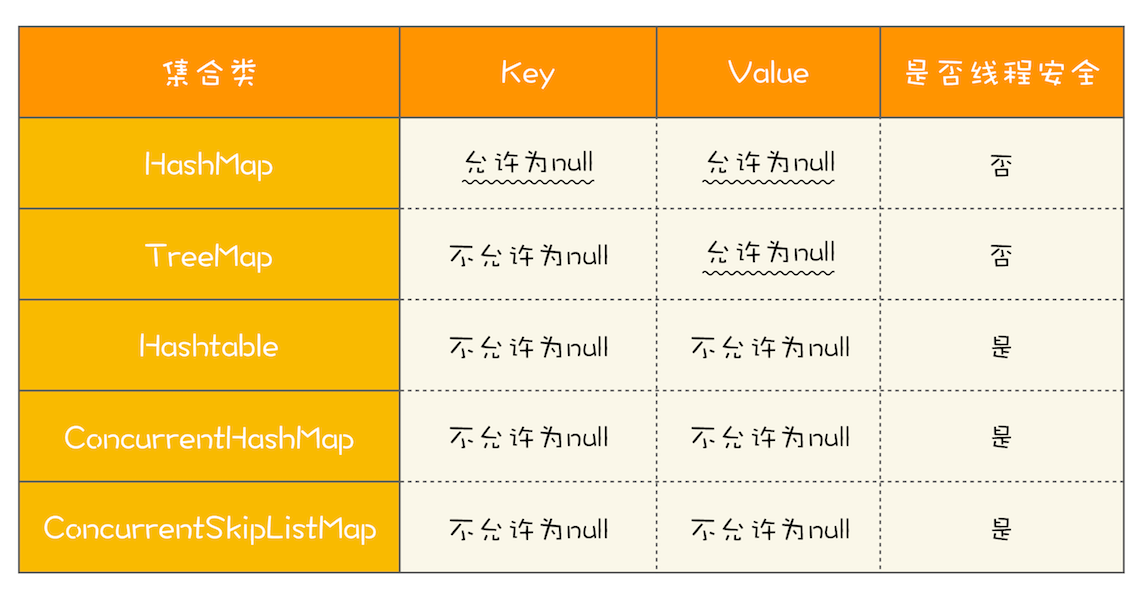 集合类 Key Value 是否线程安全
HashMap 允许为null 允许为null 否
TreeMap 不允许为null 允许为null 否
Hashtable 不允许为null 不允许为null 是
ConcurrentHashMap 不允许为null 不允许为null 是
ConcurrentSkipListMap 不允许为null 不允许为null 是